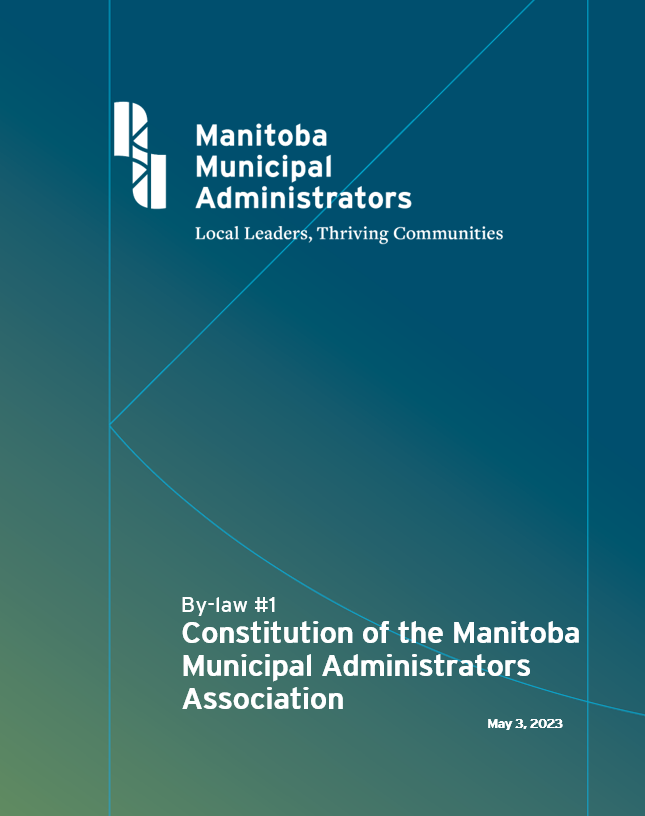 Manitoba
Municipal
Administrators
Local Leaders, Thriving Communities
By-law #1
Constitution of the Manitoba
Municipal Administrators
Association
May 3, 2023